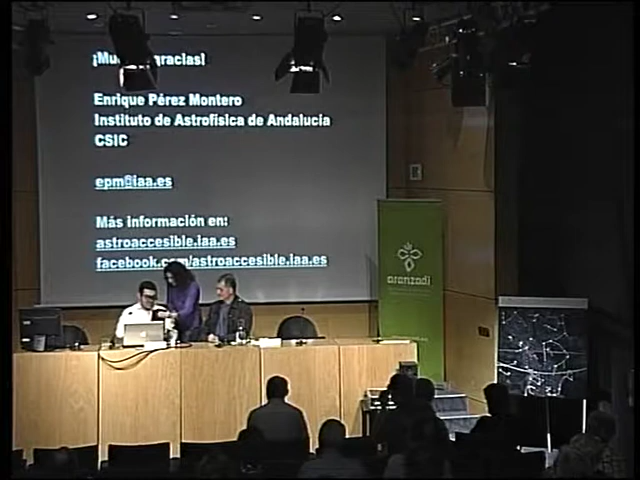 gracias!
Enrique Pérez Montero
Instituto de Astrofísica de Andalucía
CSIC
epm@iaa.es
Más información en:
astroaccesible.iaa.es
facebook.com/astroaccesible.iaa.es
aranzadi